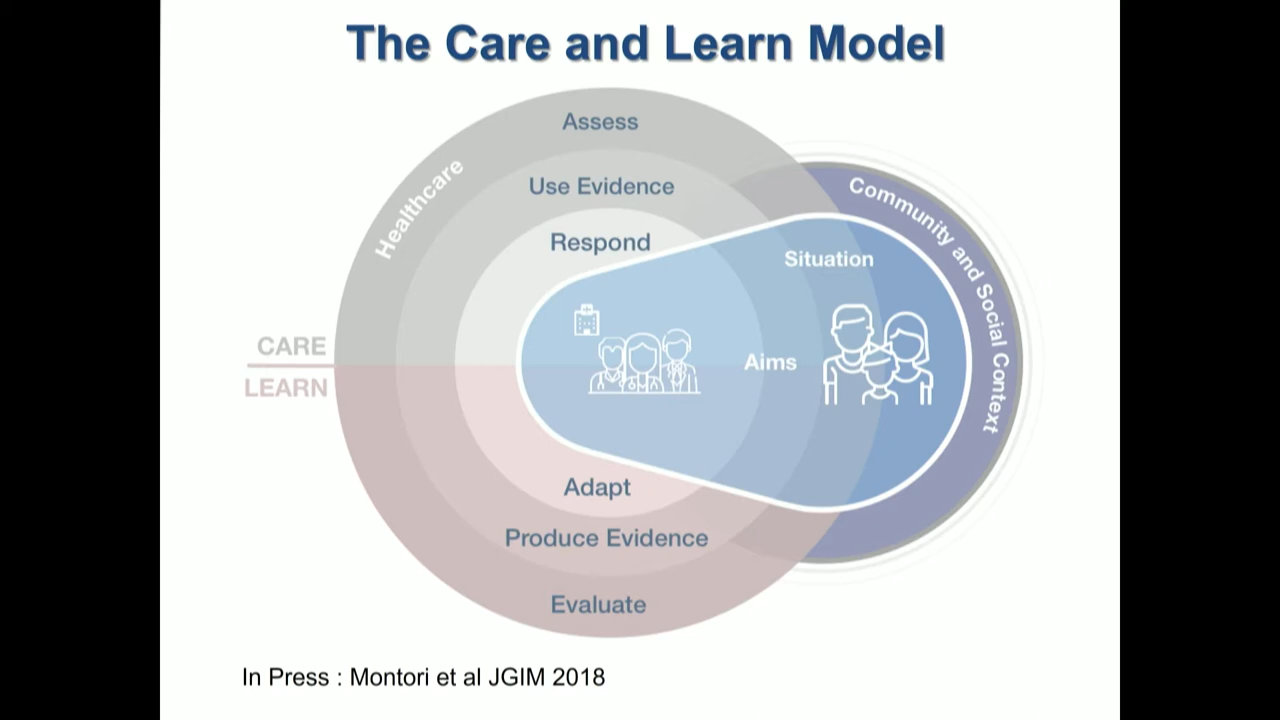 The Care and Learn Model
Assess
Healthcare
Use Evidence
Community and Social Context
Respond
Situation
CARE
Aims
LEARN
Adapt
Produce Evidence
Evaluate
In Press : Montori et al JGIM 2018